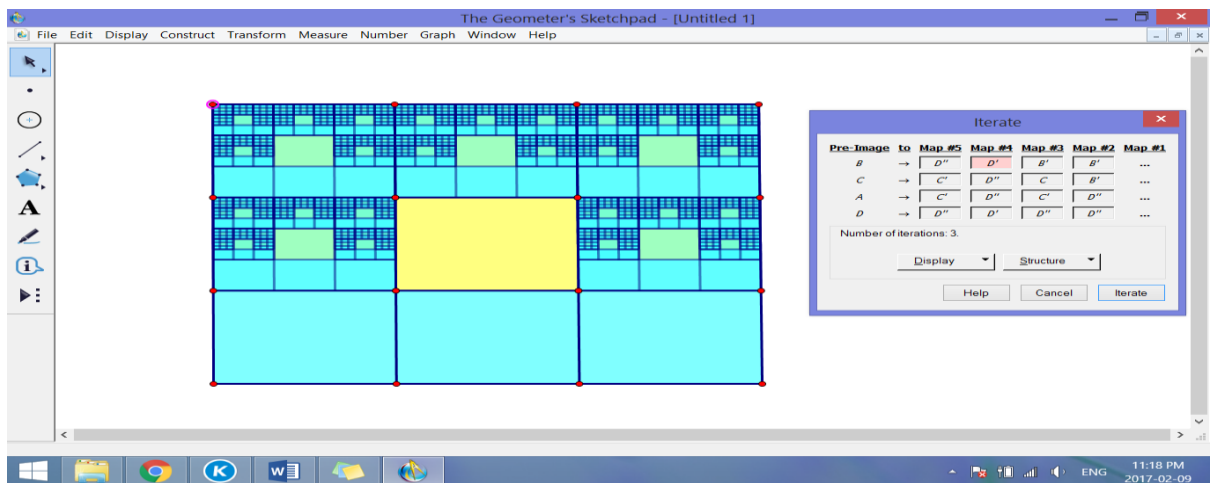 The Geometer's Sketchpad - [Untitled 1]
File Edit Display Construct Transform Measure Number Graph Window Help
A
Iterate
Pre-Image to Map #5 Map #4 Map #3 Map #2 Map #1
B → D'' D' B' B' ...
C → C' D'' C B' ...
A → C' D'' C' D'' ...
D → D'' D' D'' D'' ...
Number of iterations: 3.
Display Structure
Help Cancel Iterate
K W ENG 11:18 PM
2017-02-09